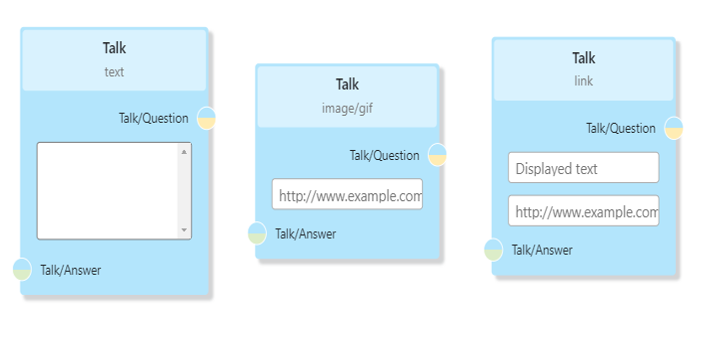 Talk
text
Talk/Question
Talk/Answer
Talk
image/gif
Talk/Question
http://www.example.com
Talk/Answer
Talk
link
Talk/Question
Displayed text
http://www.example.com
Talk/Answer